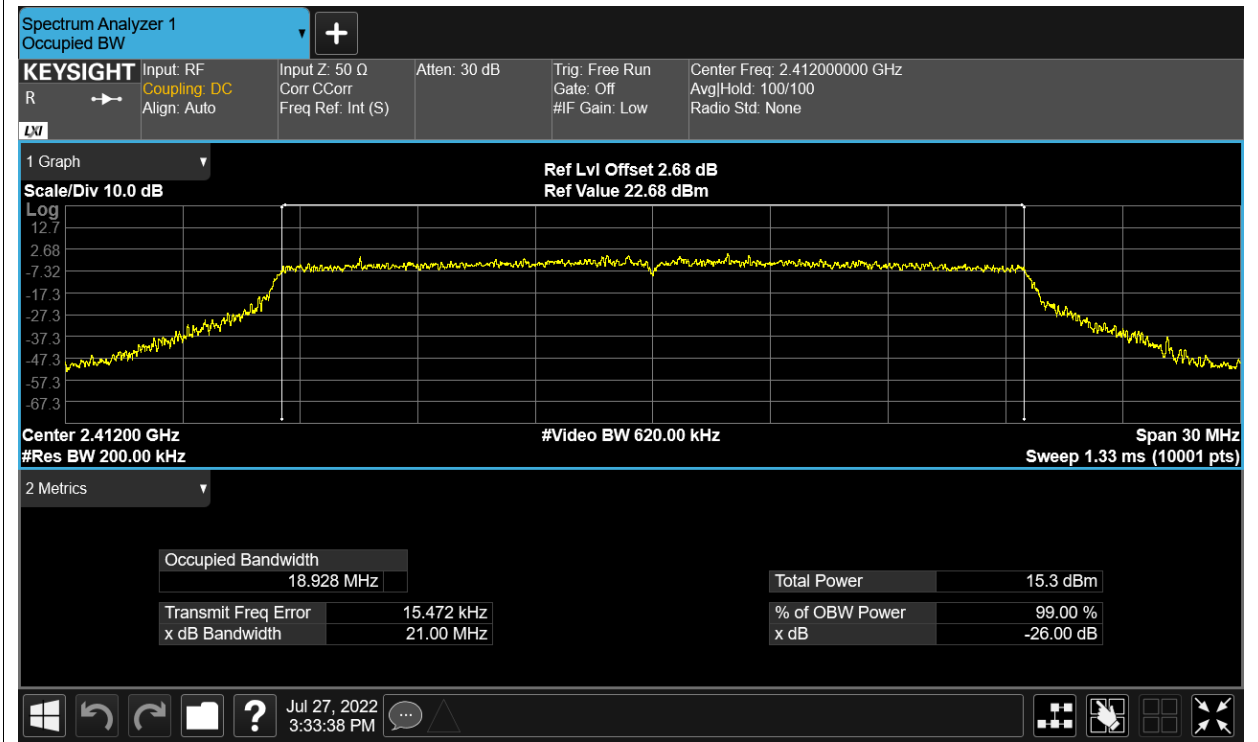 Spectrum Analyzer 1
Occupied BW
KEYSIGHT
R
LXI
Input: RF
Coupling: DC
Align: Auto
Input Z: 50 Ω
Corr CCorr
Freq Ref: Int (S)
Atten: 30 dB
Trig: Free Run
Gate: Off
#IF Gain: Low
Center Freq: 2.412000000 GHz
Avg|Hold: 100/100
Radio Std: None
1 Graph
Scale/Div 10.0 dB
Ref Lvl Offset 2.68 dB
Ref Value 22.68 dBm
Log
12.7
2.68
-7.32
-17.3
-27.3
-37.3
-47.3
-57.3
-67.3
Center 2.41200 GHz
#Res BW 200.00 kHz
#Video BW 620.00 kHz
Span 30 MHz
Sweep 1.33 ms (10001 pts)
2 Metrics
Occupied Bandwidth
18.928 MHz
Transmit Freq Error 15.472 kHz
x dB Bandwidth 21.00 MHz
Total Power 15.3 dBm
% of OBW Power 99.00 %
x dB -26.00 dB
?
Jul 27, 2022
3:33:38 PM